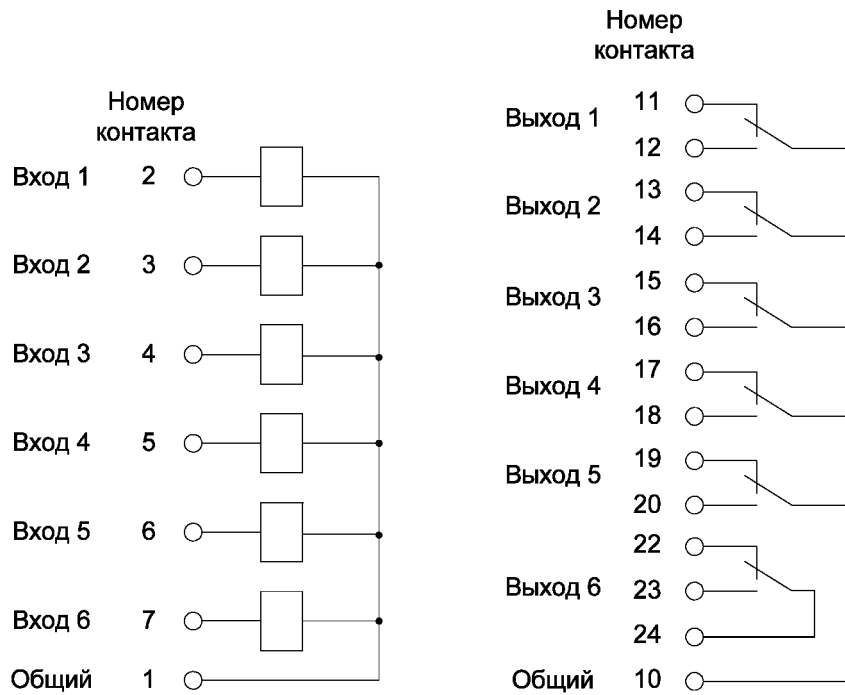 Номер
контакта
Вход 1 2
Вход 2 3
Вход 3 4
Вход 4 5
Вход 5 6
Вход 6 7
Общий 1
Номер
контакта
Выход 1 11
12
Выход 2 13
14
Выход 3 15
16
Выход 4 17
18
Выход 5 19
20
Выход 6 22
23
24
Общий 10